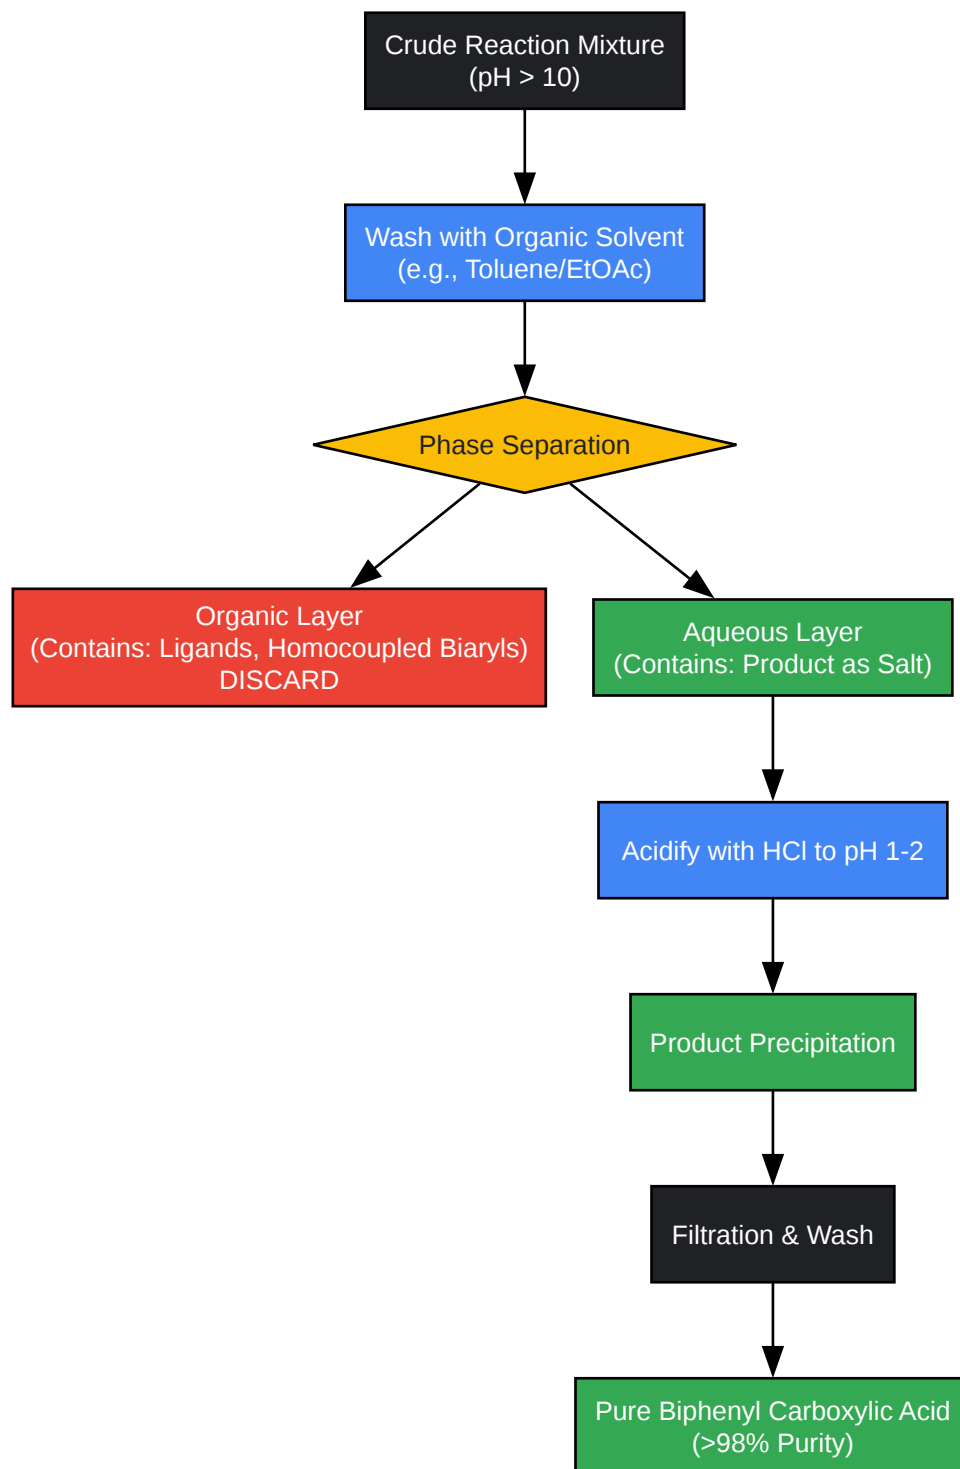 Crude Reaction Mixture
(pH > 10)
Wash with Organic Solvent
(e.g., Toluene/EtOAc)
Phase Separation
Organic Layer
(Contains: Ligands, Homocoupled Biaryls)
DISCARD
Aqueous Layer
(Contains: Product as Salt)
Acidify with HCl to pH 1-2
Product Precipitation
Filtration & Wash
Pure Biphenyl Carboxylic Acid
(>98% Purity)